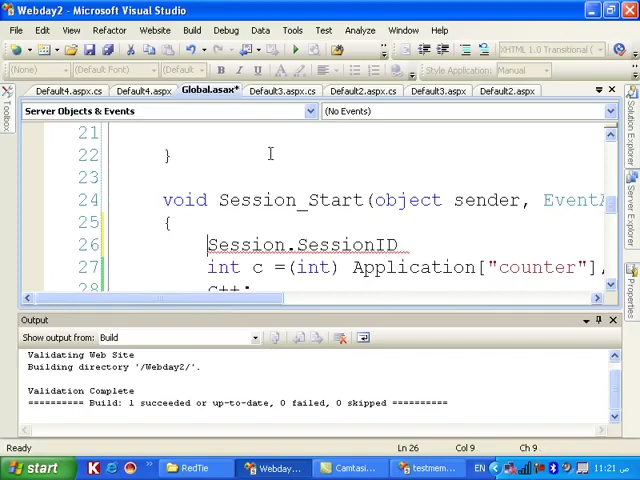 Webday2 - Microsoft Visual Studio
File Edit View Refactor Website Build Debug Data Tools Test Analyze Window Help
XHTML 1.0 Transitional (
(None) (Default Font) (Default B I U A Style Application: Manual
Default4.aspx.cs Default4.aspx Global.asax* Default3.aspx.cs Default2.aspx.cs Default3.aspx Default2.aspx
Server Objects & Events (No Events)
21
22 }
23
24 void Session_Start(object sender, EventA
25 {
26 Session.SessionID
27 int c =(int) Application["counter"],
28 c++;
Toolbox
Solution Explorer
Server Explorer
Properties
Output
Show output from: Build
Validating Web Site
Building directory '/Webday2/'.
Validation Complete
========== Build: 1 succeeded or up-to-date, 0 failed, 0 skipped ==========
Ready Ln 26 Col 9 Ch 9
start K RedTie Webday... Camtasi... testmem... EN 11:21 ص